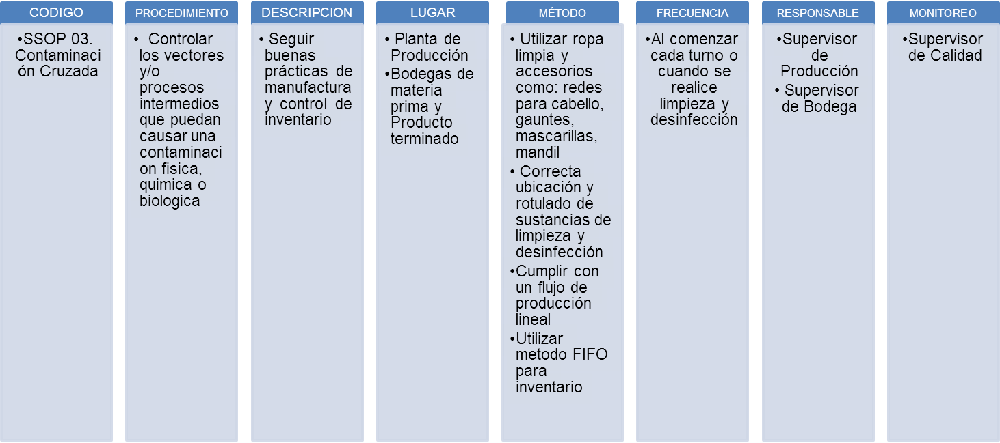 CODIGO
•SSOP 03.
Contaminaci
ón Cruzada
PROCEDIMIENTO
• Controlar
los vectores
y/o
procesos
intermedios
que puedan
causar una
contaminaci
on fisica,
quimica o
biologica
DESCRIPCION
• Seguir
buenas
prácticas de
manufactura
y control de
inventario
LUGAR
• Planta de
Producción
•Bodegas de
materia
prima y
Producto
terminado
MÉTODO
• Utilizar ropa
limpia y
accesorios
como: redes
para cabello,
gauntes,
mascarillas,
mandil
• Correcta
ubicación y
rotulado de
sustancias de
limpieza y
desinfección
•Cumplir con
un flujo de
producción
lineal
•Utilizar
metodo FIFO
para
inventario
FRECUENCIA
•Al comenzar
cada turno o
cuando se
realice
limpieza y
desinfección
RESPONSABLE
•Supervisor
de
Producción
• Supervisor
de Bodega
MONITOREO
•Supervisor
de Calidad